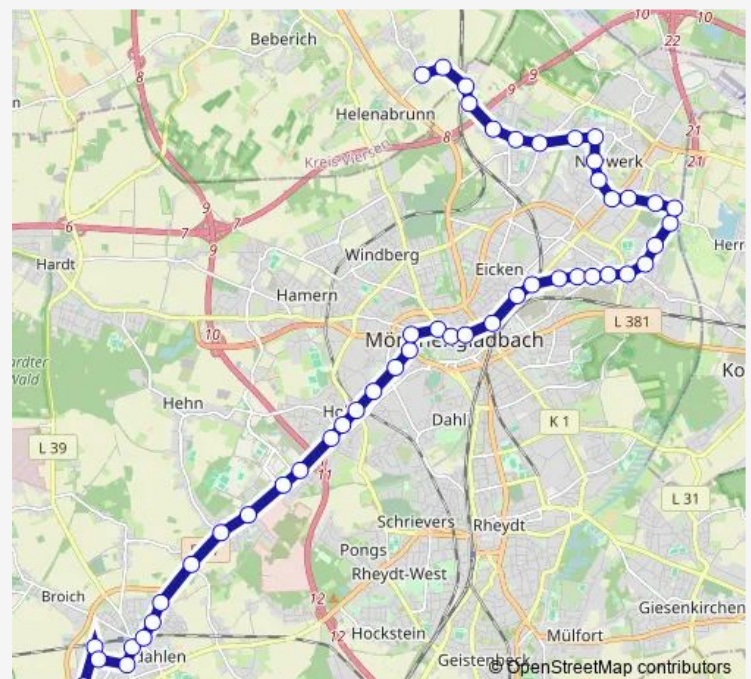 10
10
Beberich
22
8
9
9
n
Helenabrunn
8
21
Kreis Viersen
21
9
7
6
7
9
Windberg
Herr
Hardt
Eicken
Hamern
L 381
10
Ko
Hehn
Dahl
K 1
L 39
11
L 31
Schrievers
Rheydt
Pongs
Rheydt-West
Broich
12
Giesenkirchen
12
Hockstein
Mülfort
© OpenStreetMap contributors